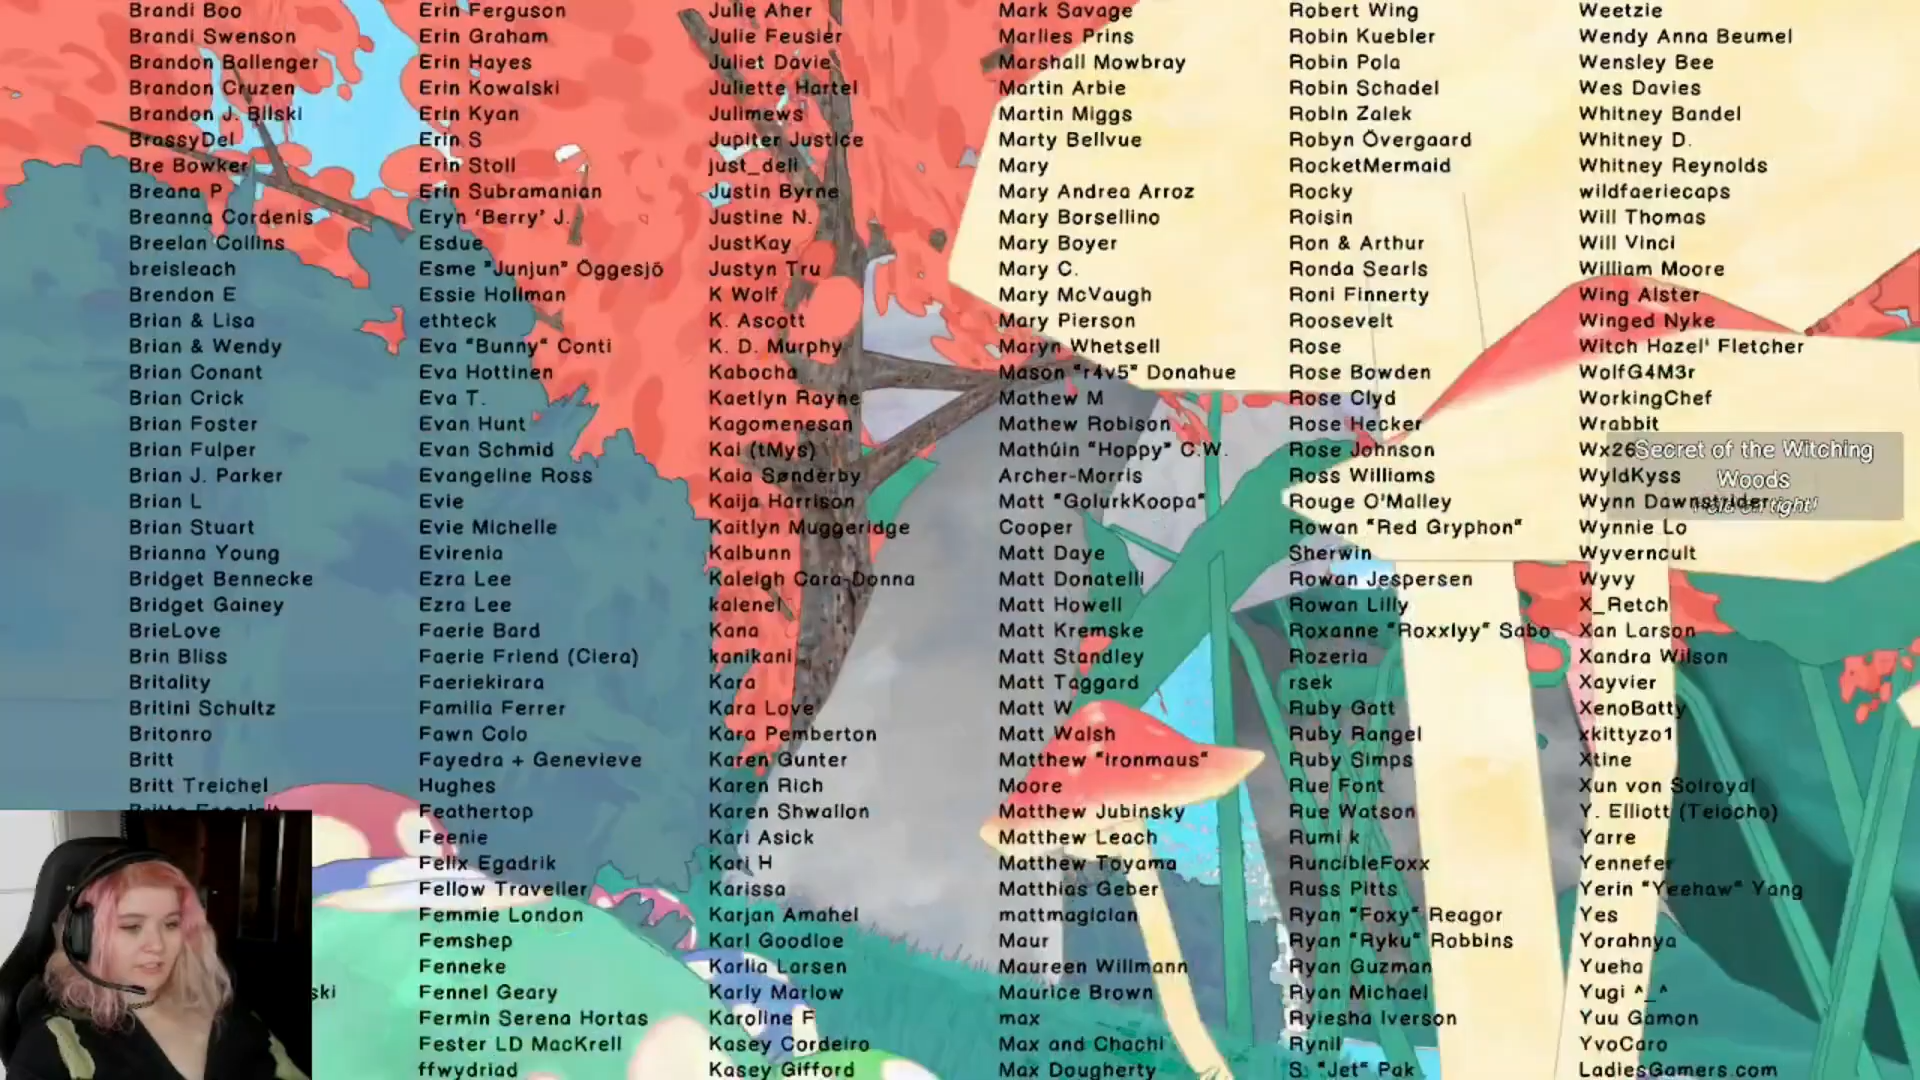 Brandi Boo
Brandi Swenson
Brandon Ballenger
Brandon Cruzen
Brandon J. Bilski
BrassyDel
Bre Bowker
Breana P
Breanna Cordenis
Breelan Collins
breisleach
Brendon E
Brian & Lisa
Brian & Wendy
Brian Conant
Brian Crick
Brian Foster
Brian Fulper
Brian J. Parker
Brian L
Brian Stuart
Brianna Young
Bridget Bennecke
Bridget Gainey
BrieLove
Brin Bliss
Britality
Britini Schultz
Britonro
Britt
Britt Treichel
ski
Erin Ferguson
Erin Graham
Erin Hayes
Erin Kowalski
Erin Kyan
Erin S
Erin Stoll
Erin Subramanian
Eryn ‘Berry’ J.
Esdue
Esme "Junjun" Öggesjö
Essie Hollman
ethteck
Eva "Bunny" Conti
Eva Hottinen
Eva T.
Evan Hunt
Evan Schmid
Evangeline Ross
Evie
Evie Michelle
Evirenia
Ezra Lee
Ezra Lee
Faerie Bard
Faerie Friend (Ciera)
Faeriekirara
Familia Ferrer
Fawn Colo
Fayedra + Genevieve
Hughes
Feathertop
Feenie
Felix Egadrik
Fellow Traveller
Femmie London
Femshep
Fenneke
Fennel Geary
Fermin Serena Hortas
Fester LD MacKrell
ffwydriad
Julie Aher
Julie Feusier
Juliet Davie
Juliette Hartel
Julimews
Jupiter Justice
just_deli
Justin Byrne
Justine N.
JustKay
Justyn Tru
K Wolf
K. Ascott
K. D. Murphy
Kabocha
Kaetlyn Rayne
Kagomenesan
Kai (tMys)
Kaia Sønderby
Kaija Harrison
Kaitlyn Muggeridge
Kalbunn
Kaleigh Cara-Donna
kalenel
Kana
kanikani
Kara
Kara Love
Kara Pemberton
Karen Gunter
Karen Rich
Karen Shwallon
Kari Asick
Kari H
Karissa
Karjan Amahel
Karl Goodloe
Karlia Larsen
Karly Marlow
Karoline F
Kasey Cordeiro
Kasey Gifford
Mark Savage
Marlies Prins
Marshall Mowbray
Martin Arbie
Martin Miggs
Marty Bellvue
Mary
Mary Andrea Arroz
Mary Borsellino
Mary Boyer
Mary C.
Mary McVaugh
Mary Pierson
Maryn Whetsell
Mason "r4v5" Donahue
Mathew M
Mathew Robison
Mathúin "Hoppy" C.W.
Archer-Morris
Matt "GolurkKoopa"
Cooper
Matt Daye
Matt Donatelli
Matt Howell
Matt Kremske
Matt Standley
Matt Taggard
Matt W
Matt Walsh
Matthew "ironmaus"
Moore
Matthew Jubinsky
Matthew Leach
Matthew Toyama
Matthias Geber
mattmagician
Maur
Maureen Willmann
Maurice Brown
max
Max and Chachi
Max Dougherty
Robert Wing
Robin Kuebler
Robin Pola
Robin Schadel
Robin Zalek
Robyn Övergaard
RocketMermaid
Rocky
Roisin
Ron & Arthur
Ronda Searls
Roni Finnerty
Roosevelt
Rose
Rose Bowden
Rose Clyd
Rose Hecker
Rose Johnson
Ross Williams
Rouge O'Malley
Rowan "Red Gryphon"
Sherwin
Rowan Jespersen
Rowan Lilly
Roxanne "Roxxlyy" Sabo
Rozeria
rsek
Ruby Gatt
Ruby Rangel
Ruby Simps
Rue Font
Rue Watson
Rumi k
RuncibleFoxx
Russ Pitts
Ryan "Foxy" Reagor
Ryan "Ryku" Robbins
Ryan Guzman
Ryan Michael
Ryiesha Iverson
Rynil
S. "Jet" Pak
Weetzie
Wendy Anna Beumel
Wensley Bee
Wes Davies
Whitney Bandel
Whitney D.
Whitney Reynolds
wildfaeriecaps
Will Thomas
Will Vinci
William Moore
Wing Alster
Winged Nyke
Witch Hazel' Fletcher
WolfG4M3r
WorkingChef
Wrabbit
Wx26
WyldKyss
Wynn Dawnstrider
Wynnie Lo
Wyverncult
Wyvy
X_Retch
Xan Larson
Xandra Wilson
Xayvier
XenoBatty
xkittyzo1
Xtine
Xun von Solroyal
Y. Elliott (Teiocho)
Yarre
Yennefer
Yerin "Yeehaw" Yang
Yes
Yorahnya
Yueha
Yugi ^_^
Yuu Gamon
YvoCaro
LadiesGamers.com
Secret of the Witching
Woods
Hold on tight!